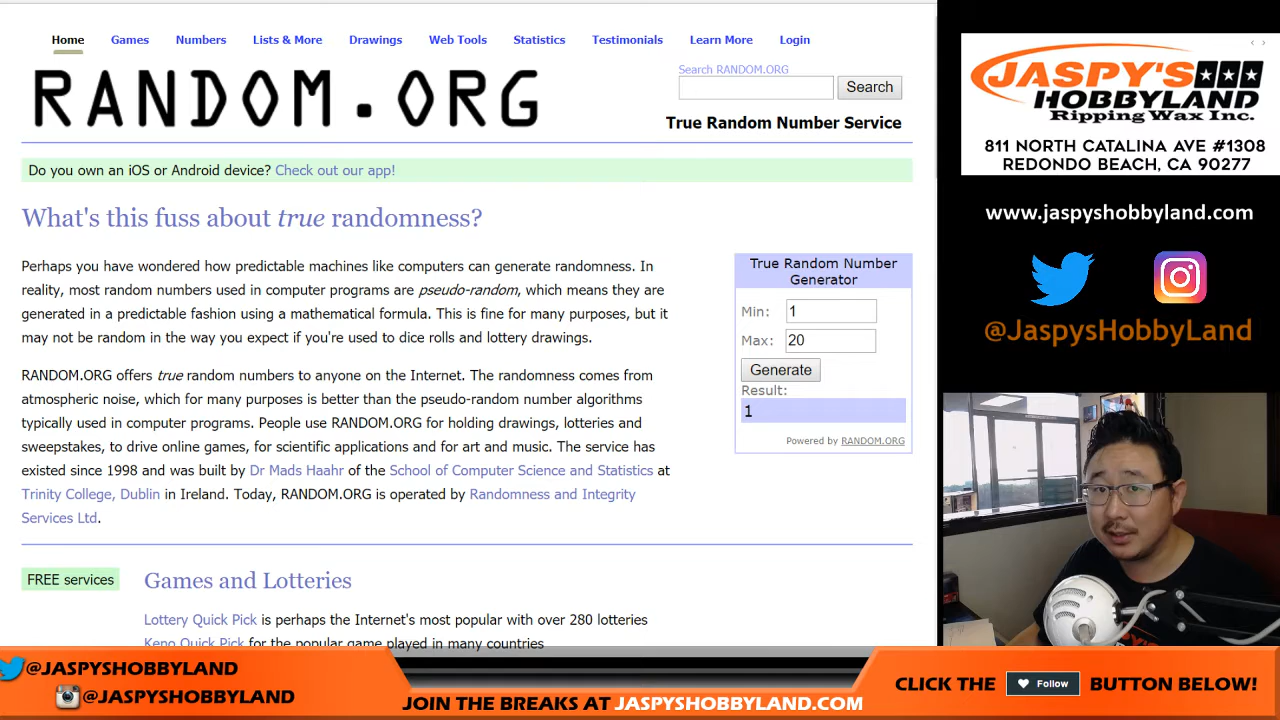 Home Games Numbers Lists & More Drawings Web Tools Statistics Testimonials Learn More Login
RANDOM.ORG
Search RANDOM.ORG
Search
True Random Number Service
Do you own an iOS or Android device? Check out our app!
What's this fuss about true randomness?
Perhaps you have wondered how predictable machines like computers can generate randomness. In
reality, most random numbers used in computer programs are pseudo-random, which means they are
generated in a predictable fashion using a mathematical formula. This is fine for many purposes, but it
may not be random in the way you expect if you're used to dice rolls and lottery drawings.
RANDOM.ORG offers true random numbers to anyone on the Internet. The randomness comes from
atmospheric noise, which for many purposes is better than the pseudo-random number algorithms
typically used in computer programs. People use RANDOM.ORG for holding drawings, lotteries and
sweepstakes, to drive online games, for scientific applications and for art and music. The service has
existed since 1998 and was built by Dr Mads Haahr of the School of Computer Science and Statistics at
Trinity College, Dublin in Ireland. Today, RANDOM.ORG is operated by Randomness and Integrity
Services Ltd.
True Random Number
Generator
Min: 1
Max: 20
Generate
Result:
1
Powered by RANDOM.ORG
FREE services
Games and Lotteries
Lottery Quick Pick is perhaps the Internet's most popular with over 280 lotteries
Keno Quick Pick for the popular game played in many countries
JASPY'S
HOBBYLAND
Ripping Wax Inc.
811 NORTH CATALINA AVE #1308
REDONDO BEACH, CA 90277
www.jaspyshobbyland.com
@JaspysHobbyLand
@JASPYSHOBBYLAND
@JASPYSHOBBYLAND
JOIN THE BREAKS AT JASPYSHOBBYLAND.COM
CLICK THE Follow BUTTON BELOW!